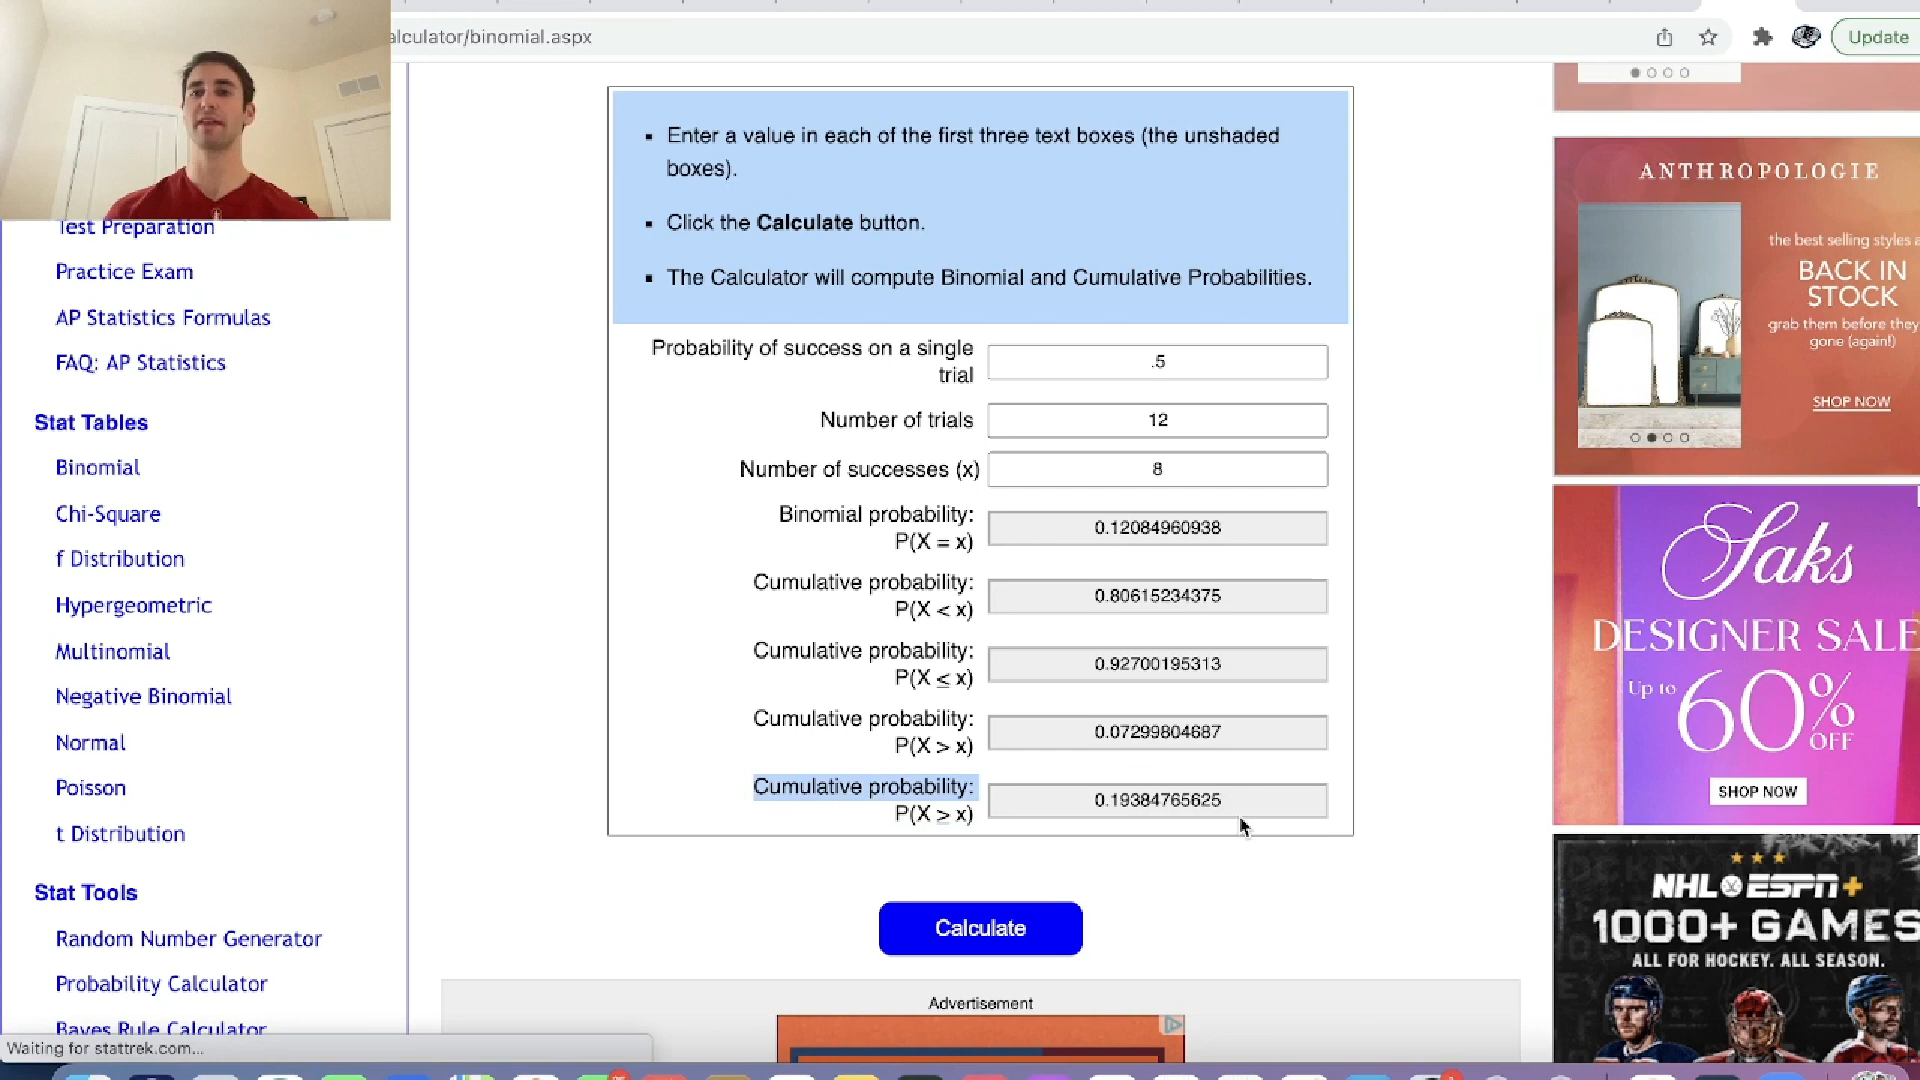 alculator/binomial.aspx
Update
Enter a value in each of the first three text boxes (the unshaded
boxes).
Click the Calculate button.
The Calculator will compute Binomial and Cumulative Probabilities.
Probability of success on a single
trial
.5
Number of trials
12
Number of successes (x)
8
Binomial probability:
P(X = x)
0.12084960938
Cumulative probability:
P(X < x)
0.80615234375
Cumulative probability:
P(X ≤ x)
0.92700195313
Cumulative probability:
P(X > x)
0.07299804687
Cumulative probability:
P(X ≥ x)
0.19384765625
Calculate
Advertisement
Test Preparation
Practice Exam
AP Statistics Formulas
FAQ: AP Statistics
Stat Tables
Binomial
Chi-Square
f Distribution
Hypergeometric
Multinomial
Negative Binomial
Normal
Poisson
t Distribution
Stat Tools
Random Number Generator
Probability Calculator
Bayes Rule Calculator
Waiting for stattrek.com...
ANTHROPOLOGIE
the best selling styles a
BACK IN
STOCK
grab them before they
gone (again!)
SHOP NOW
Saks
DESIGNER SALE
Up to
60%
OFF
SHOP NOW
NHL ESPN+
1000+ GAMES
ALL FOR HOCKEY. ALL SEASON.